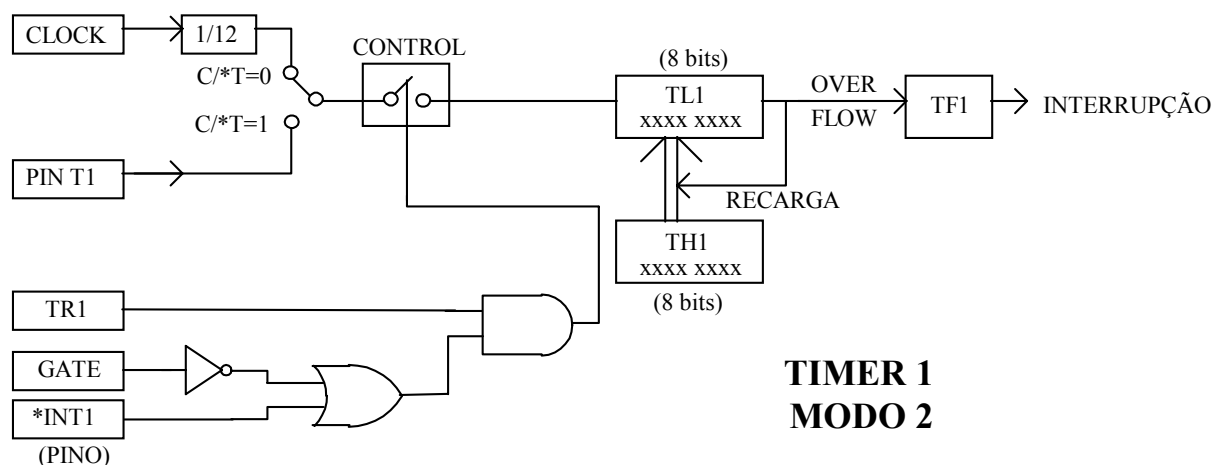 CLOCK
1/12
CONTROL
C/*T=0
C/*T=1
PIN T1
(8 bits)
TL1
xxxx xxxx
OVER
FLOW
TF1
INTERRUPÇÃO
RECARGA
TH1
xxxx xxxx
(8 bits)
TR1
GATE
*INT1
(PINO)
TIMER 1
MODO 2